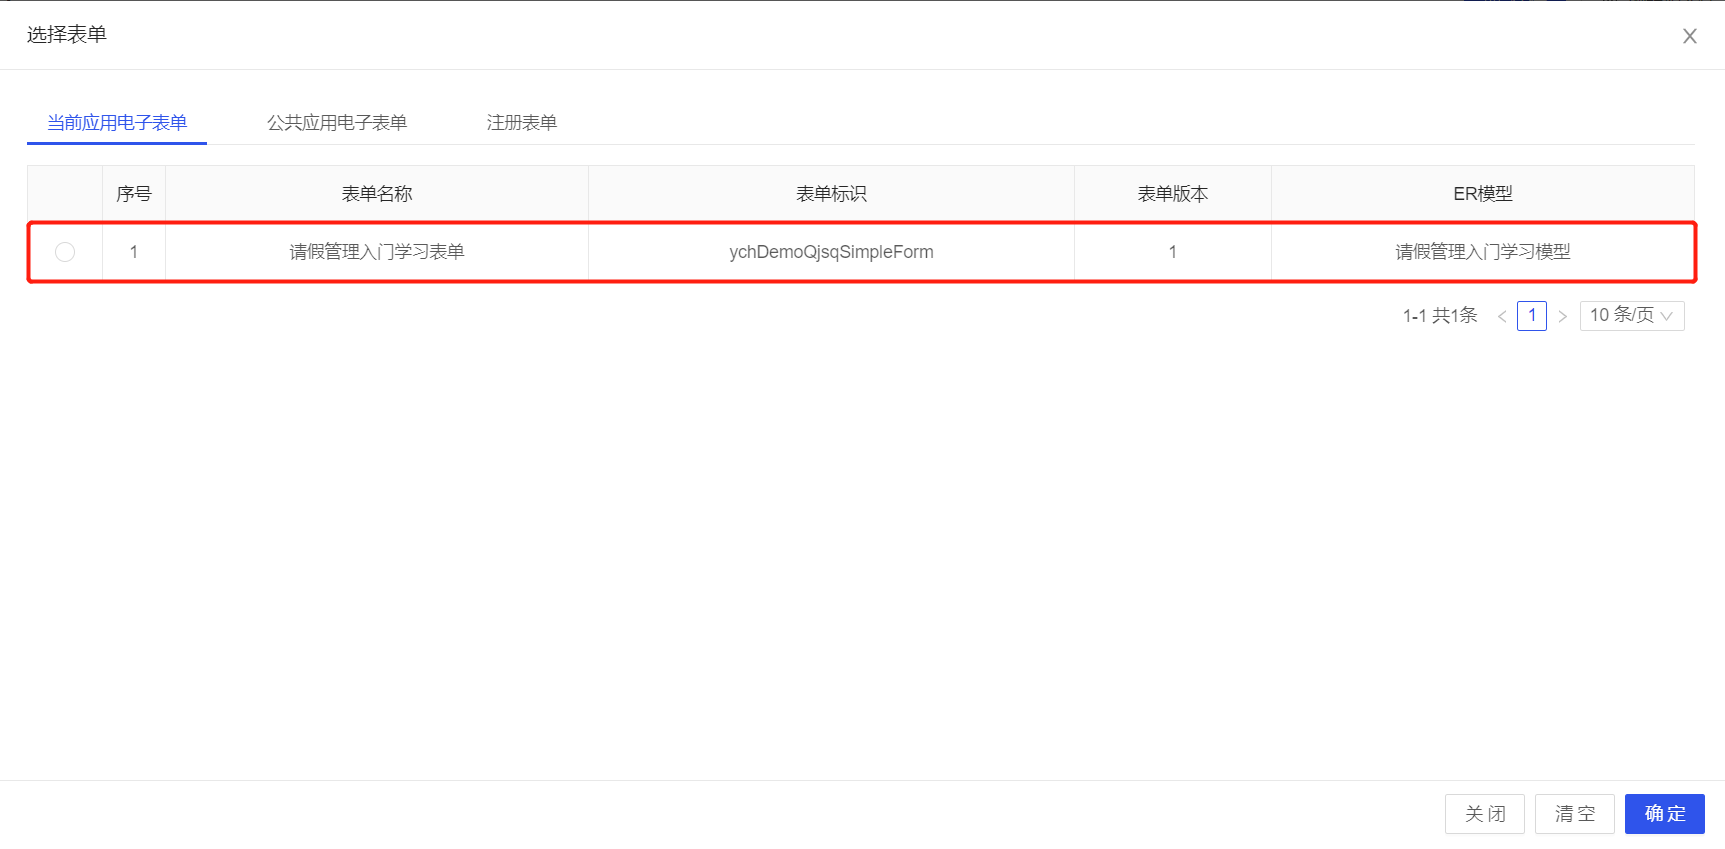 选择表单
当前应用电子表单 公共应用电子表单 注册表单
序号 表单名称 表单标识 表单版本 ER模型
1 请假管理入门学习表单 ychDemoQjsqSimpleForm 1 请假管理入门学习模型
1-1 共1条 < 1 > 10 条/页
关 闭 清 空 确 定